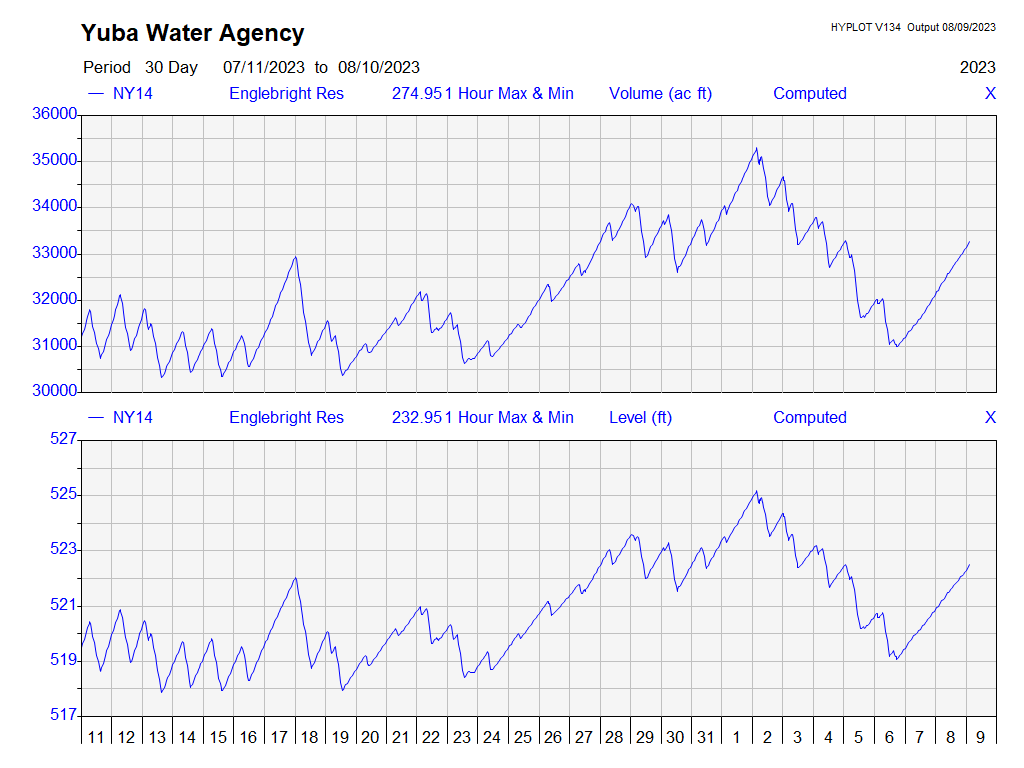 Yuba Water Agency
HYPLOT V134 Output 08/09/2023
Period 30 Day 07/11/2023 to 08/10/2023
2023
NY14 Englebright Res 274.951 Hour Max & Min Volume (ac ft) Computed X
36000
35000
34000
33000
32000
31000
30000
NY14 Englebright Res 232.951 Hour Max & Min Level (ft) Computed X
527
525
523
521
519
517
11 12 13 14 15 16 17 18 19 20 21 22 23 24 25 26 27 28 29 30 31 1 2 3 4 5 6 7 8 9